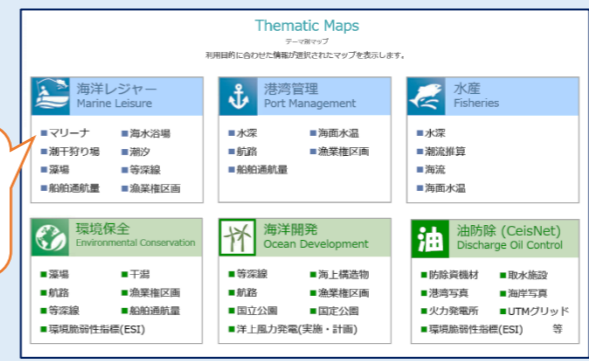 Thematic Maps
テーマ別マップ
利用目的に合わせた情報が選択されたマップを表示します。
海洋レジャー
Marine Leisure
■マリーナ ■海水浴場
■潮干狩り場 ■潮汐
■藻場 ■等深線
■船舶通航量 ■漁業権区画
港湾管理
Port Management
■水深 ■海面水温
■航路 ■漁業権区画
■船舶通航量
水産
Fisheries
■水深
■潮流推算
■海流
■海面水温
環境保全
Environmental Conservation
■藻場 ■干潟
■航路 ■漁業権区画
■等深線 ■船舶通航量
■環境脆弱性指標(ESI)
海洋開発
Ocean Development
■等深線 ■海上構造物
■航路 ■漁業権区画
■国立公園 ■国定公園
■洋上風力発電(実施・計画)
油
油防除 (CeisNet)
Discharge Oil Control
■防除資機材 ■取水施設
■港湾写真 ■海岸写真
■火力発電所 ■UTMグリッド
■環境脆弱性指標(ESI) 等